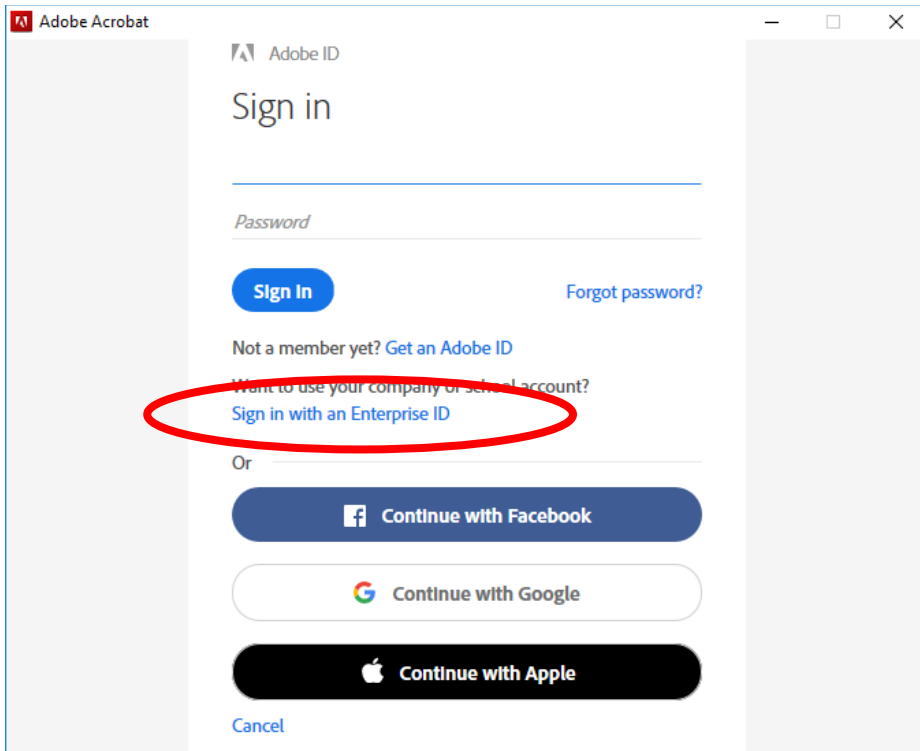 Adobe Acrobat
Adobe ID
Sign in
Password
Sign in
Forgot password?
Not a member yet? Get an Adobe ID
Want to use your company or school account?
Sign in with an Enterprise ID
Or
Continue with Facebook
Continue with Google
Continue with Apple
Cancel